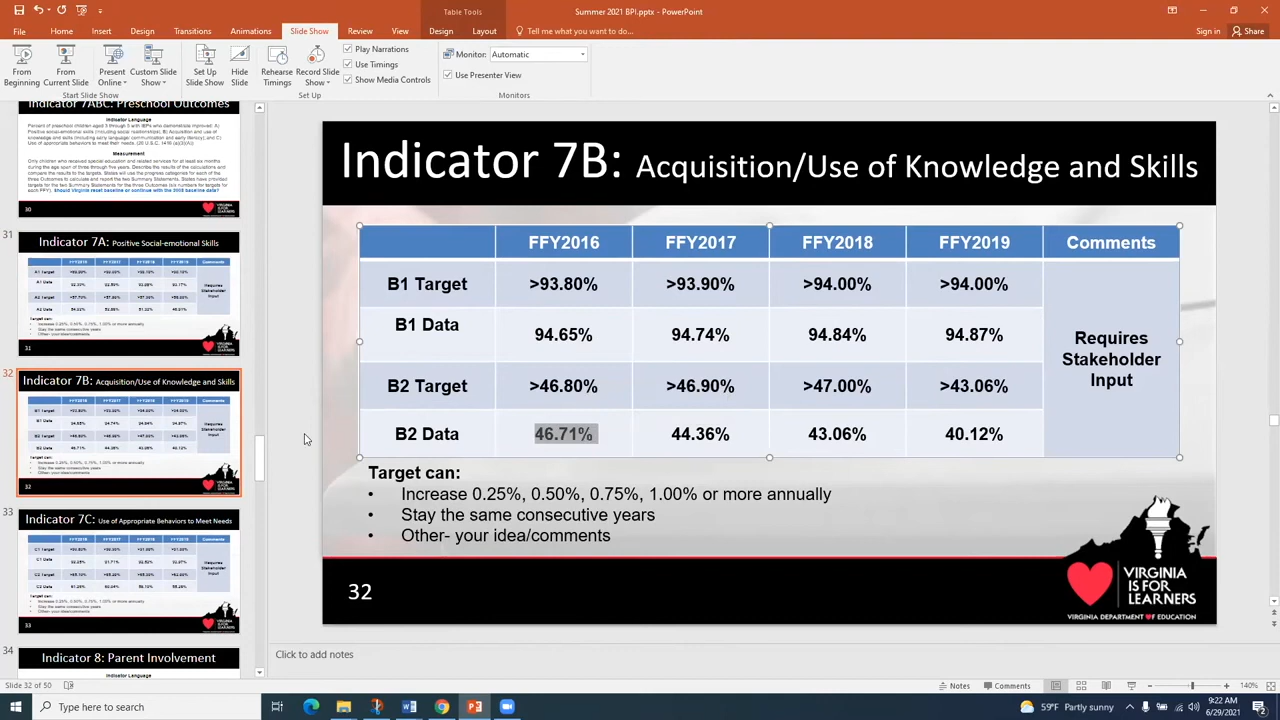 Table Tools
Summer 2021 BPI.pptx - PowerPoint
File Home Insert Design Transitions Animations Slide Show Review View Design Layout Tell me what you want to do... Sign in Share
From Beginning
From Current Slide
Present Online
Custom Slide Show
Set Up Slide Show
Hide Slide
Rehearse Timings
Record Slide Show
Play Narrations
Use Timings
Show Media Controls
Monitor: Automatic
Use Presenter View
Start Slide Show
Set Up
Monitors
Indicator 7ABC: Preschool Outcomes
Indicator Language
Measurement
30
31
Indicator 7A: Positive Social-emotional Skills
31
32
Indicator 7B: Acquisition/Use of Knowledge and Skills
32
33
Indicator 7C: Use of Appropriate Behaviors to Meet Needs
33
34
Indicator 8: Parent Involvement
Indicator Language
Indicator 7B: Acquisition/Use of Knowledge and Skills
FFY2016 FFY2017 FFY2018 FFY2019 Comments
B1 Target >93.80% >93.90% >94.00% >94.00%
B1 Data 94.65% 94.74% 94.84% 94.87%
Requires
Stakeholder
Input
B2 Target >46.80% >46.90% >47.00% >43.06%
B2 Data 46.71% 44.36% 43.06% 40.12%
Target can:
• Increase 0.25%, 0.50%, 0.75%, 1.00% or more annually
• Stay the same consecutive years
• Other- your idea/comments
32
VIRGINIA
IS FOR
LEARNERS
VIRGINIA DEPARTMENT OF EDUCATION
Click to add notes
Slide 32 of 50
Notes
Comments
140%
Type here to search
59°F Partly sunny
9:22 AM
6/29/2021
2